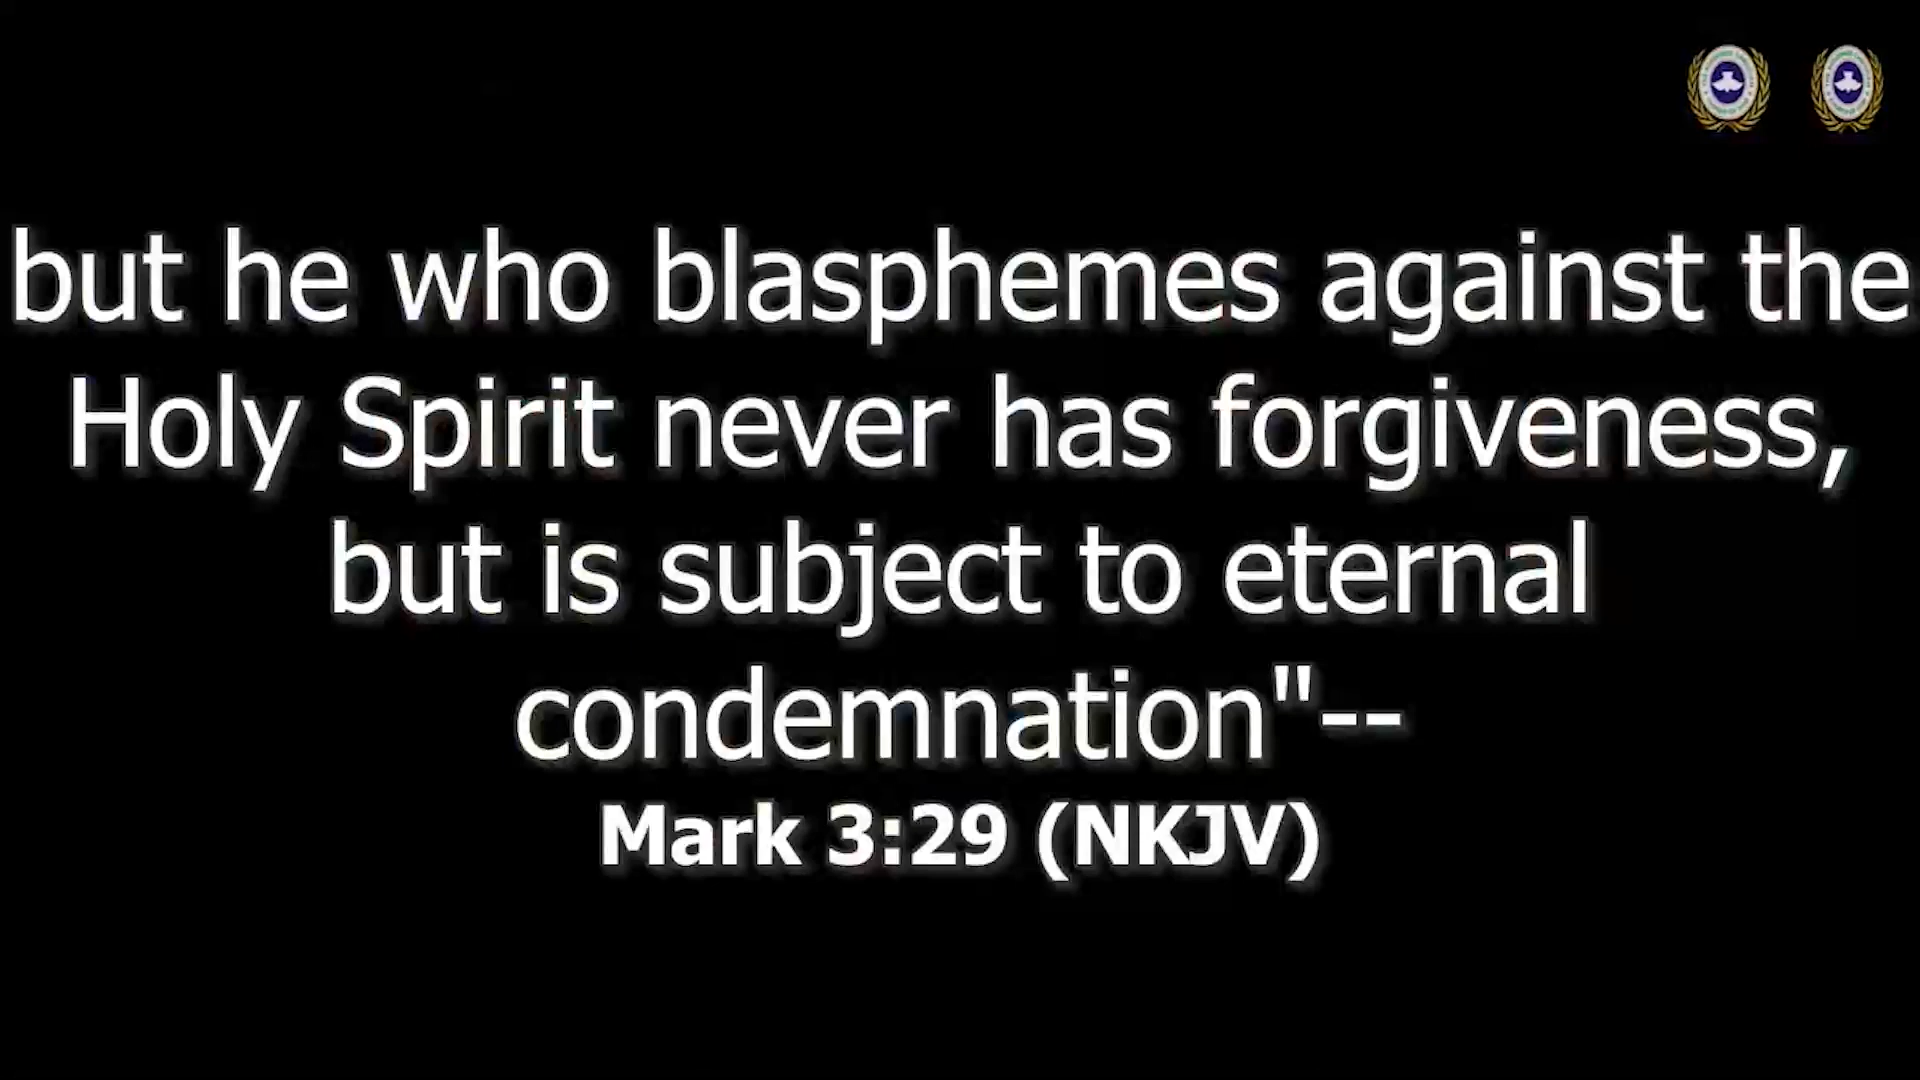 but he who blasphemes against the
Holy Spirit never has forgiveness,
but is subject to eternal
condemnation"--
Mark 3:29 (NKJV)